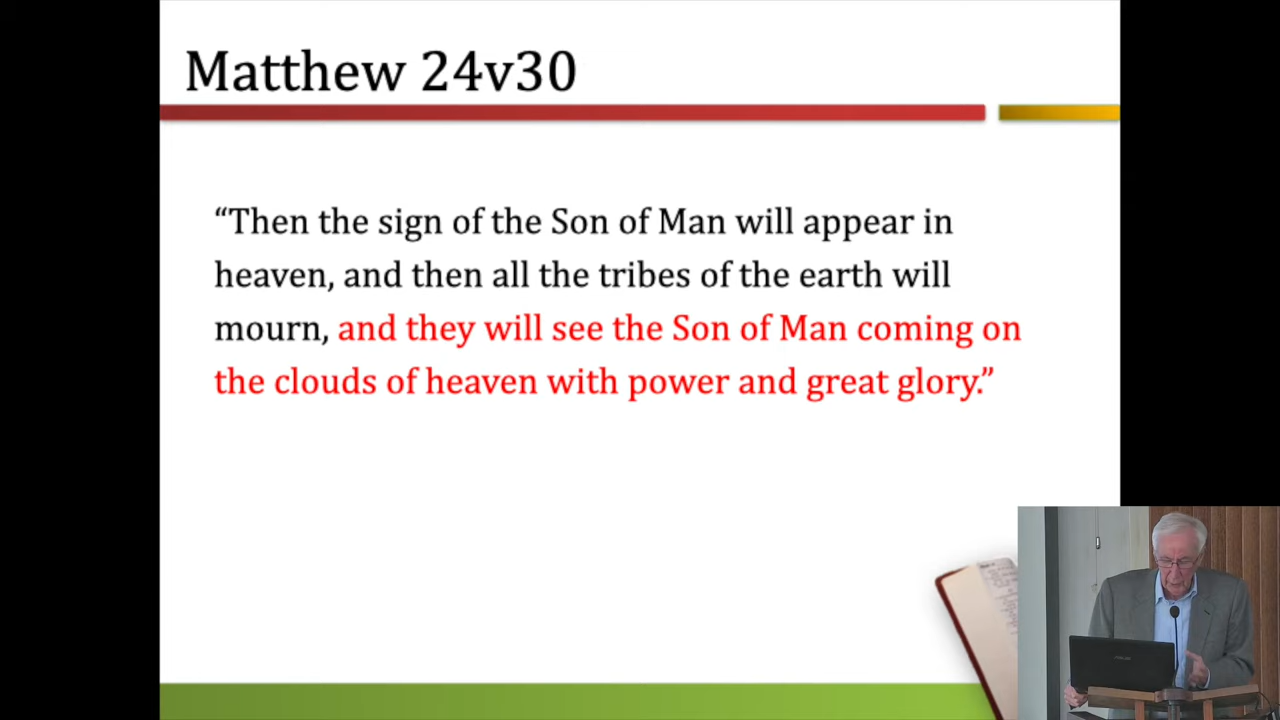 Matthew 24v30
“Then the sign of the Son of Man will appear in
heaven, and then all the tribes of the earth will
mourn, and they will see the Son of Man coming on
the clouds of heaven with power and great glory.”